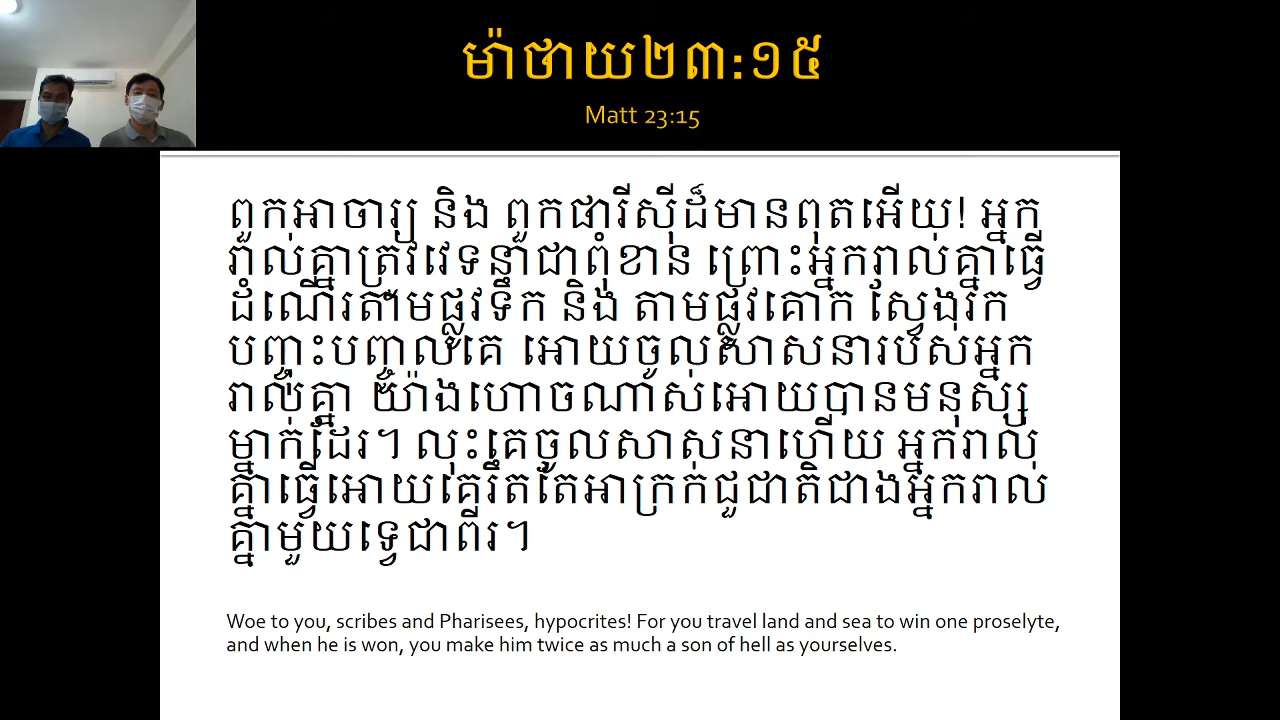 ម៉ាថាយ២៣:១៥
Matt 23:15
ពួកអាចារ្យ និង ពួកផារីស៊ីដ៏មានពុតអើយ! អ្នក
រាល់គ្នាត្រូវវេទនាជាពុំខាន ព្រោះអ្នករាល់គ្នាធ្វើ
ដំណើរតាមផ្លូវទឹក និង តាមផ្លូវគោក ស្វែងរក
បញ្ចុះបញ្ចូលគេ អោយចូលសាសនារបស់អ្នក
រាល់គ្នា យ៉ាងហោចណាស់អោយបានមនុស្ស
ម្នាក់ដែរ។ លុះគេចូលសាសនាហើយ អ្នករាល់
គ្នាធ្វើអោយគេរឹតតែអាក្រក់ជួជាតិជាងអ្នករាល់
គ្នាមួយទ្វេជាពីរ។
Woe to you, scribes and Pharisees, hypocrites! For you travel land and sea to win one proselyte,
and when he is won, you make him twice as much a son of hell as yourselves.